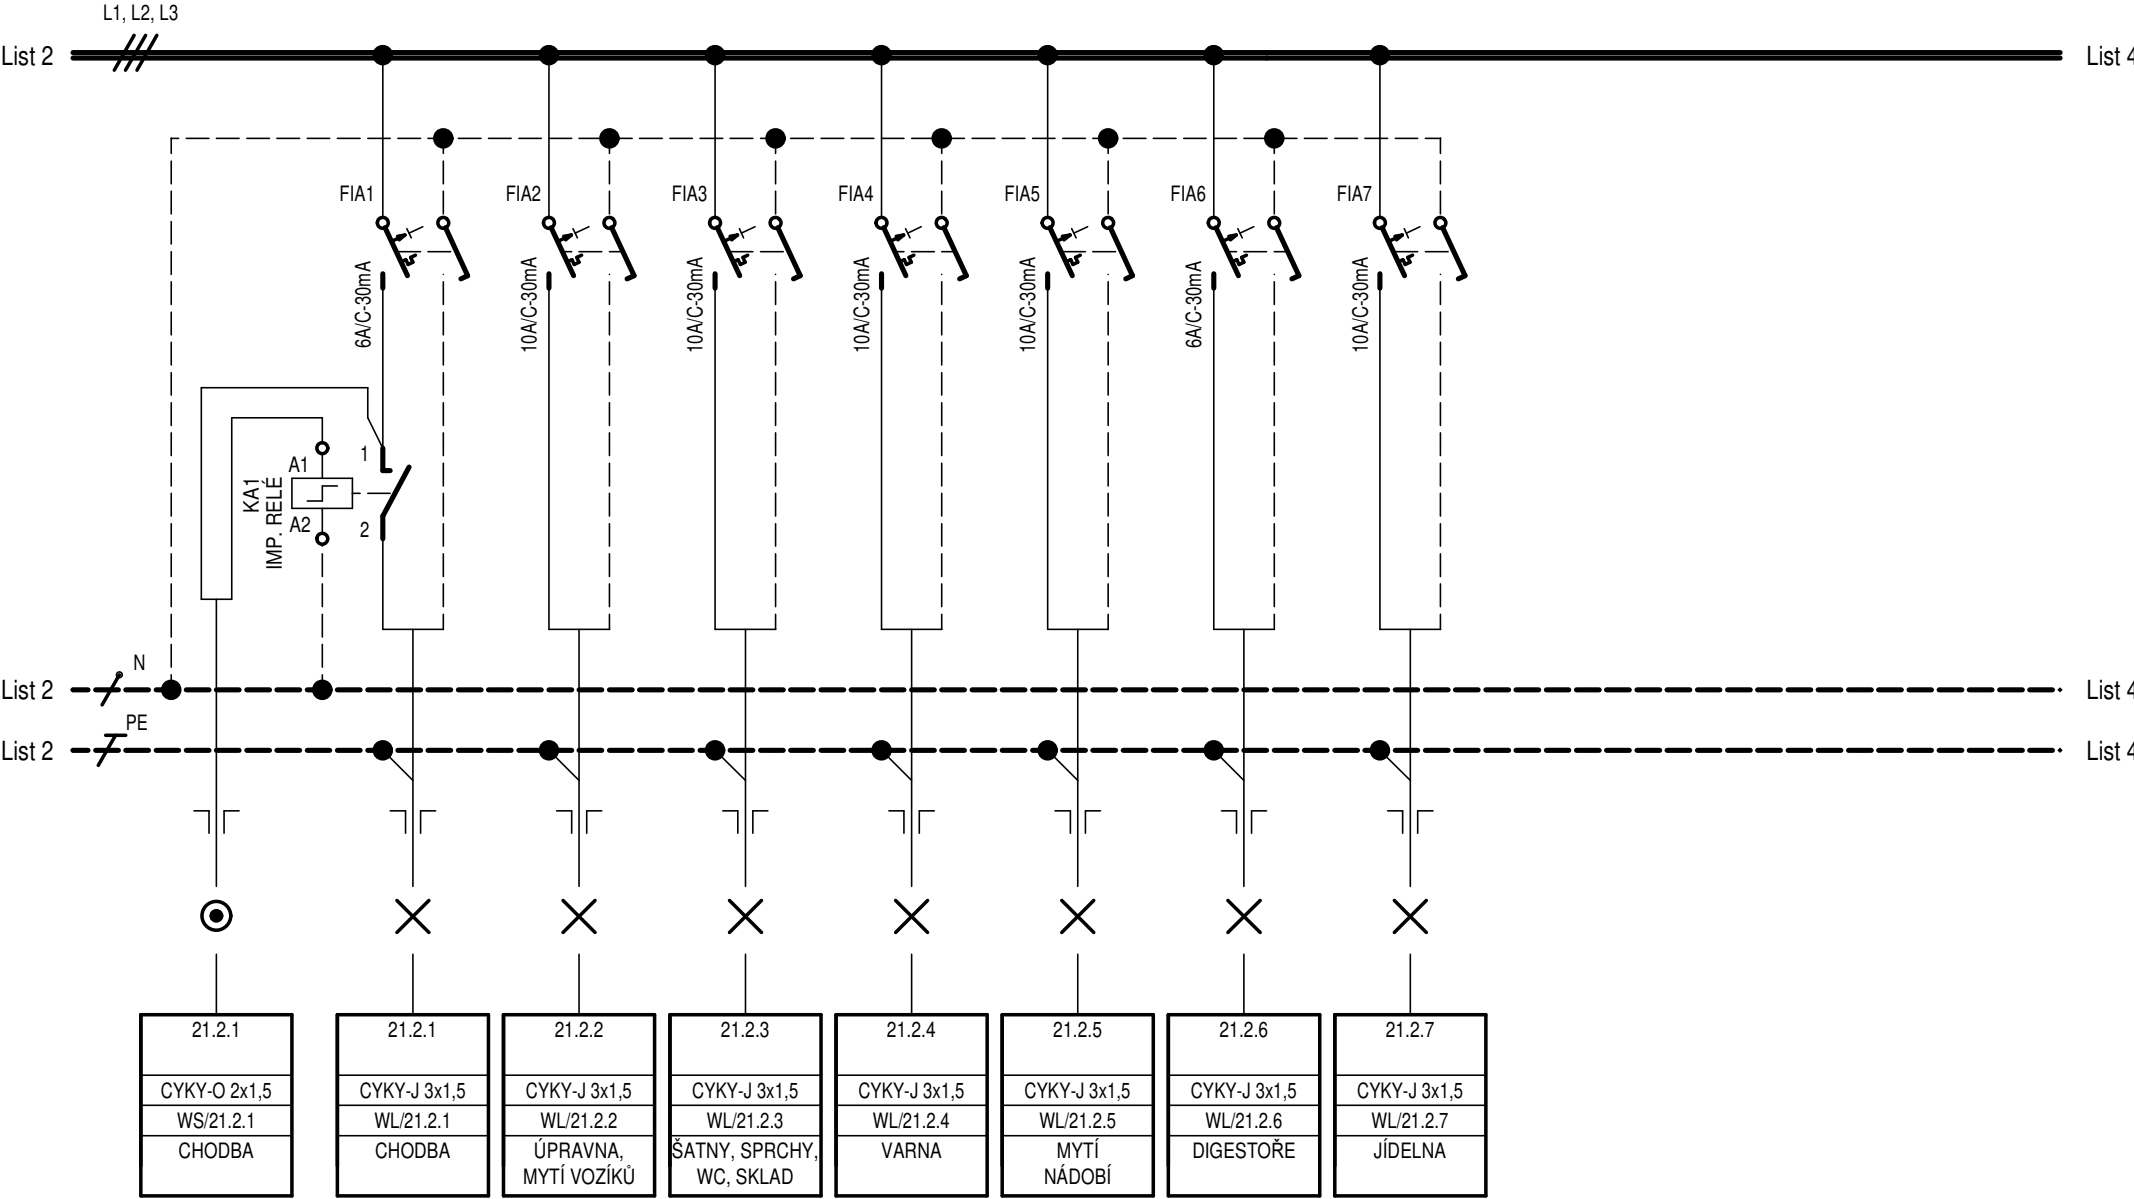 L1, L2, L3
List 2
List 4
FIA1
FIA2
FIA3
FIA4
FIA5
FIA6
FIA7
6A/C-30mA
10A/C-30mA
10A/C-30mA
10A/C-30mA
10A/C-30mA
6A/C-30mA
10A/C-30mA
1
A1
KA1
IMP. RELÉ
A2
2
N
List 2
List 4
PE
List 2
List 4
21.2.1
CYKY-O 2x1,5
WS/21.2.1
CHODBA
21.2.1
CYKY-J 3x1,5
WL/21.2.1
CHODBA
21.2.2
CYKY-J 3x1,5
WL/21.2.2
ÚPRAVNA,
MYTÍ VOZÍKŮ
21.2.3
CYKY-J 3x1,5
WL/21.2.3
ŠATNY, SPRCHY,
WC, SKLAD
21.2.4
CYKY-J 3x1,5
WL/21.2.4
VARNA
21.2.5
CYKY-J 3x1,5
WL/21.2.5
MYTÍ
NÁDOBÍ
21.2.6
CYKY-J 3x1,5
WL/21.2.6
DIGESTOŘE
21.2.7
CYKY-J 3x1,5
WL/21.2.7
JÍDELNA